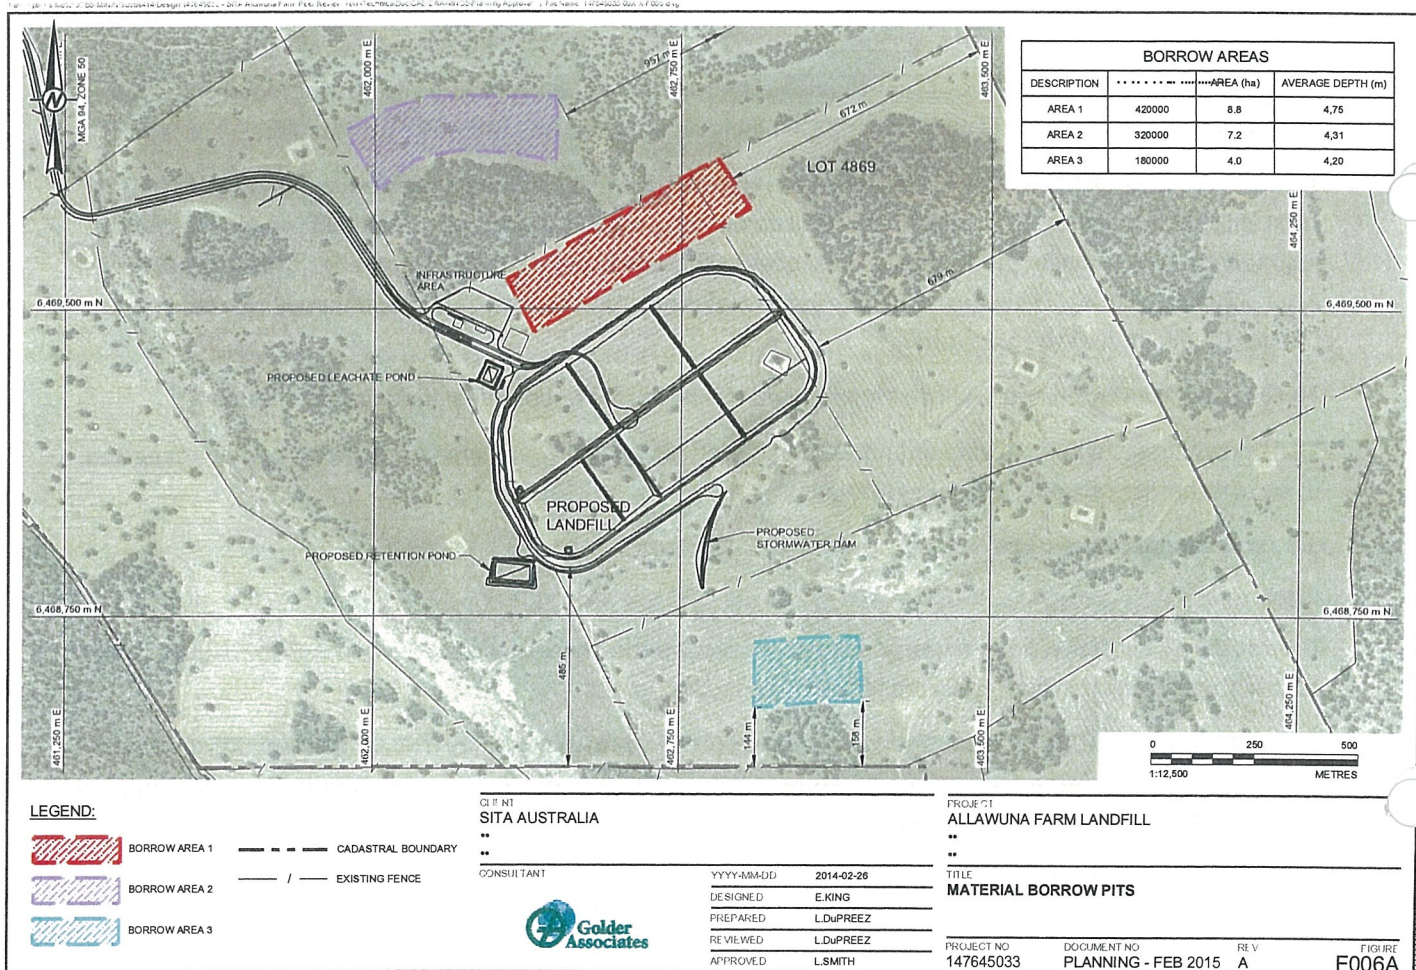 BORROW AREAS
DESCRIPTION AREA (ha) AVERAGE DEPTH (m)
AREA 1 420000 8.8 4,75
AREA 2 320000 7.2 4,31
AREA 3 180000 4.0 4,20
N
MGA 94, ZONE 50
462,000 m E
462,750 m E
463,500 m E
957 m
672 m
LOT 4869
464,250 m E
679 m
INFRASTRUCTURE
AREA
6,469,500 m N
6,469,500 m N
PROPOSED LEACHATE POND
PROPOSED
LANDFILL
PROPOSED RETENTION POND
PROPOSED
STORMWATER DAM
6,468,750 m N
6,468,750 m N
485 m
144 m
158 m
461,250 m E
462,000 m E
462,750 m E
463,500 m E
464,250 m E
0 250 500
1:12,500 METRES
LEGEND:
BORROW AREA 1
CADASTRAL BOUNDARY
BORROW AREA 2
EXISTING FENCE
BORROW AREA 3
CLIENT
SITA AUSTRALIA
CONSULTANT
Golder
Associates
YYYY-MM-DD 2014-02-26
DESIGNED E.KING
PREPARED L.DuPREEZ
REVIEWED L.DuPREEZ
APPROVED L.SMITH
PROJECT
ALLAWUNA FARM LANDFILL
TITLE
MATERIAL BORROW PITS
PROJECT NO DOCUMENT NO REV FIGURE
147645033 PLANNING - FEB 2015 A F006A